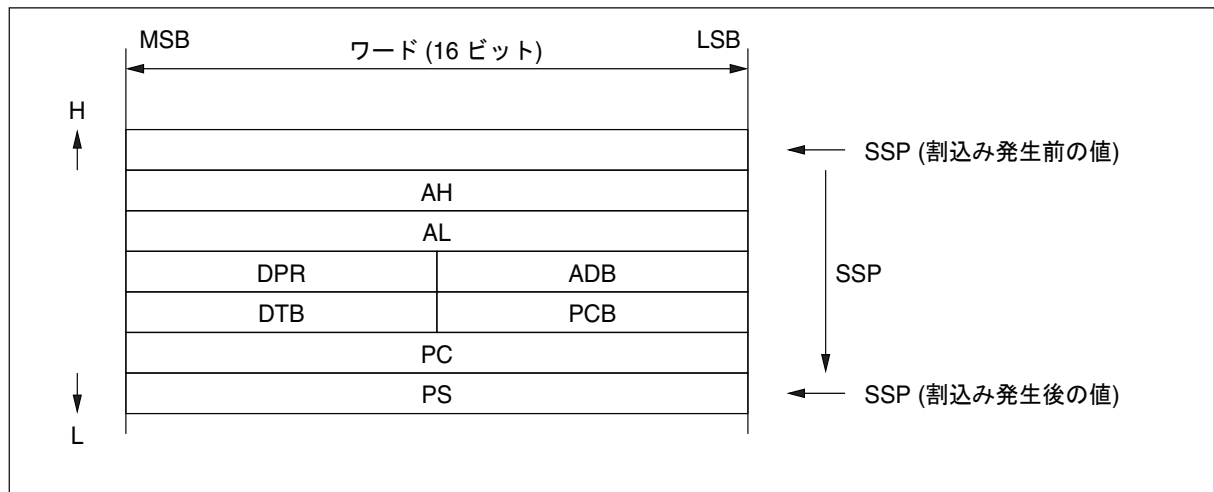 MSB ワード (16 ビット) LSB
H
SSP (割込み発生前の値)
AH
AL
DPR ADB SSP
DTB PCB
PC
PS SSP (割込み発生後の値)
L